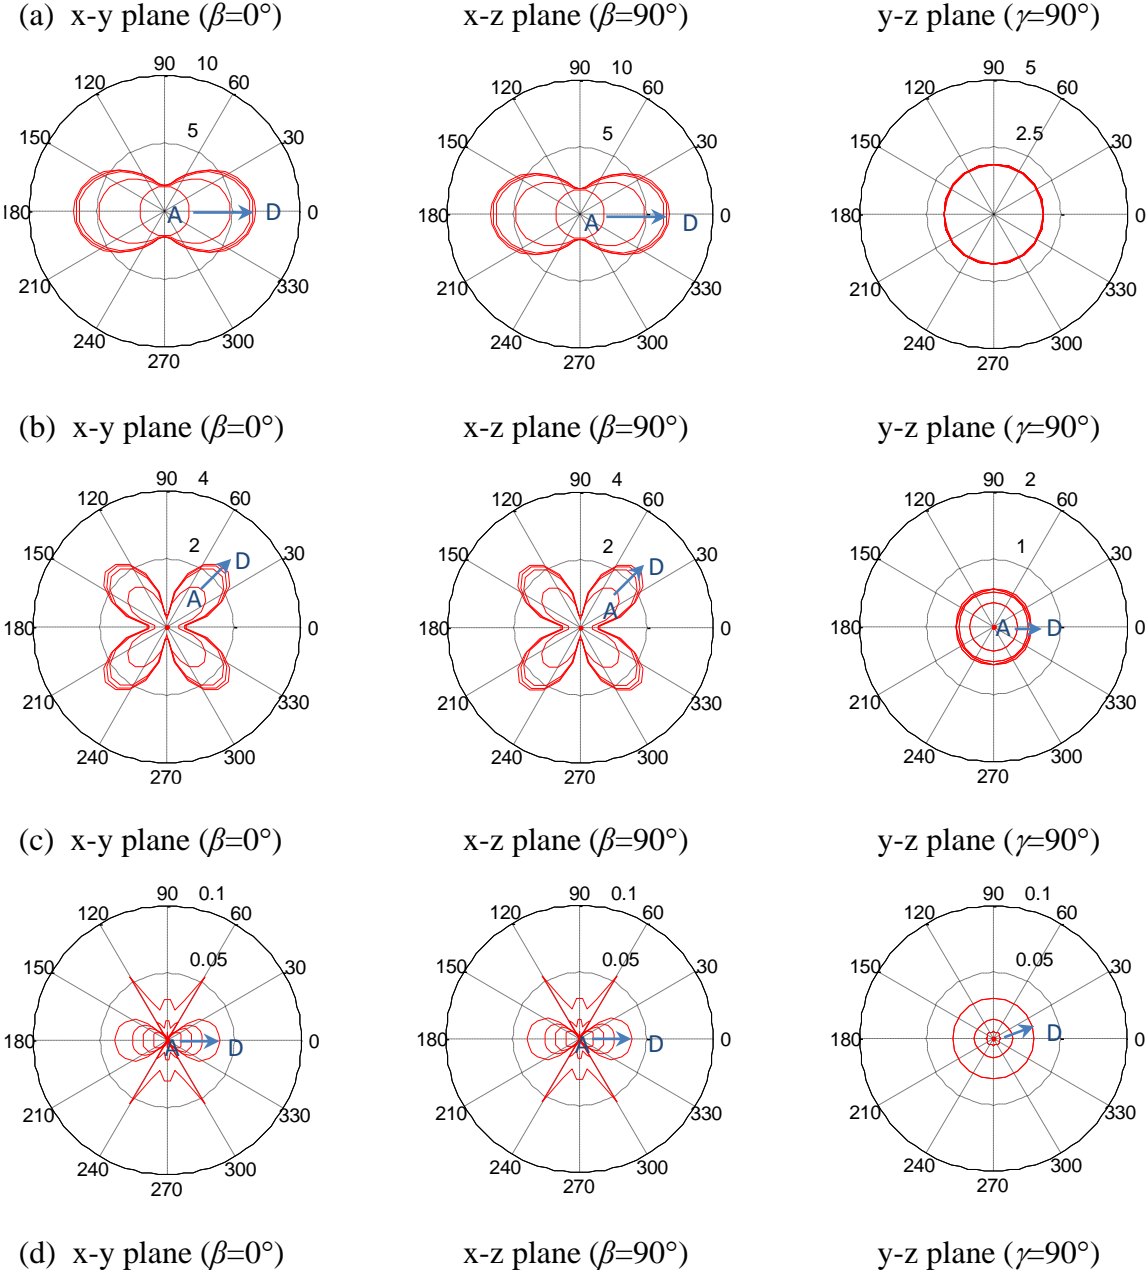 (a) x-y plane (β=0°) x-z plane (β=90°) y-z plane (γ=90°)
90 10 90 10 90 5
120 60 120 60 120 60
150 5 30 150 5 30 150 2.5 30
180 A D 0 180 A D 0 180 0
210 330 210 330 210 330
240 300 240 300 240 300
270 270 270
(b) x-y plane (β=0°) x-z plane (β=90°) y-z plane (γ=90°)
90 4 90 4 90 2
120 60 120 60 120 60
150 2 D 30 150 2 D 30 150 1 30
180 A 0 180 A 0 180 A D 0
210 330 210 330 210 330
240 300 240 300 240 300
270 270 270
(c) x-y plane (β=0°) x-z plane (β=90°) y-z plane (γ=90°)
90 0.1 90 0.1 90 0.1
120 60 120 60 120 60
150 0.05 30 150 0.05 30 150 0.05 30
180 A D 0 180 A D 0 180 D 0
210 330 210 330 210 330
240 300 240 300 240 300
270 270 270
(d) x-y plane (β=0°) x-z plane (β=90°) y-z plane (γ=90°)